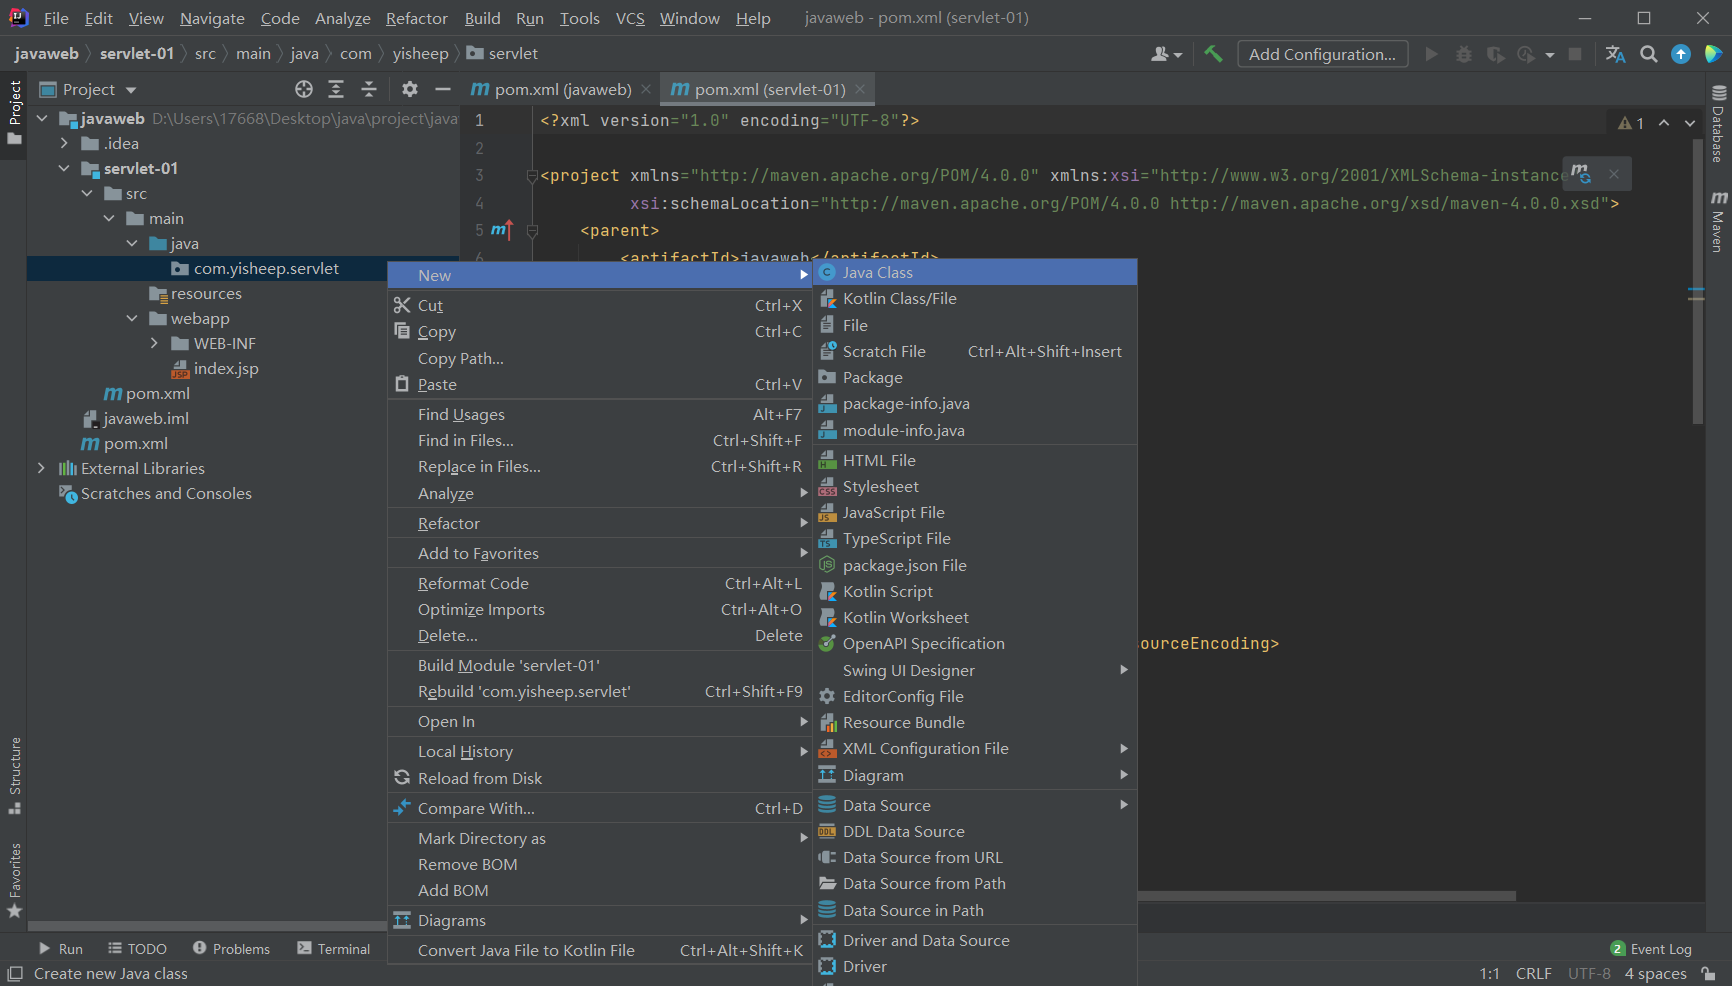 File Edit View Navigate Code Analyze Refactor Build Run Tools VCS Window Help javaweb - pom.xml (servlet-01)
javaweb servlet-01 src main java com yisheep servlet Add Configuration...
Project
Project
pom.xml (javaweb) pom.xml (servlet-01)
javaweb D:\Users\17668\Desktop\java\project\java
.idea
servlet-01
src
main
java
com.yisheep.servlet
resources
webapp
WEB-INF
index.jsp
pom.xml
javaweb.iml
pom.xml
External Libraries
Scratches and Consoles
1 <?xml version="1.0" encoding="UTF-8"?>
1
2
3 <project xmlns="http://maven.apache.org/POM/4.0.0" xmlns:xsi="http://www.w3.org/2001/XMLSchema-instance
4 xsi:schemaLocation="http://maven.apache.org/POM/4.0.0 http://maven.apache.org/xsd/maven-4.0.0.xsd">
5 <parent>
6 <artifactId>javaweb</artifactId>
ourceEncoding>
New
Cut Ctrl+X
Copy Ctrl+C
Copy Path...
Paste Ctrl+V
Find Usages Alt+F7
Find in Files... Ctrl+Shift+F
Replace in Files... Ctrl+Shift+R
Analyze
Refactor
Add to Favorites
Reformat Code Ctrl+Alt+L
Optimize Imports Ctrl+Alt+O
Delete... Delete
Build Module 'servlet-01'
Rebuild 'com.yisheep.servlet' Ctrl+Shift+F9
Open In
Local History
Reload from Disk
Compare With... Ctrl+D
Mark Directory as
Remove BOM
Add BOM
Diagrams
Convert Java File to Kotlin File Ctrl+Alt+Shift+K
Java Class
Kotlin Class/File
File
Scratch File Ctrl+Alt+Shift+Insert
Package
package-info.java
module-info.java
HTML File
Stylesheet
JavaScript File
TypeScript File
package.json File
Kotlin Script
Kotlin Worksheet
OpenAPI Specification
Swing UI Designer
EditorConfig File
Resource Bundle
XML Configuration File
Diagram
Data Source
DDL Data Source
Data Source from URL
Data Source from Path
Data Source in Path
Driver and Data Source
Driver
Database
Maven
Structure
Favorites
Run TODO Problems Terminal 2 Event Log
Create new Java class 1:1 CRLF UTF-8 4 spaces